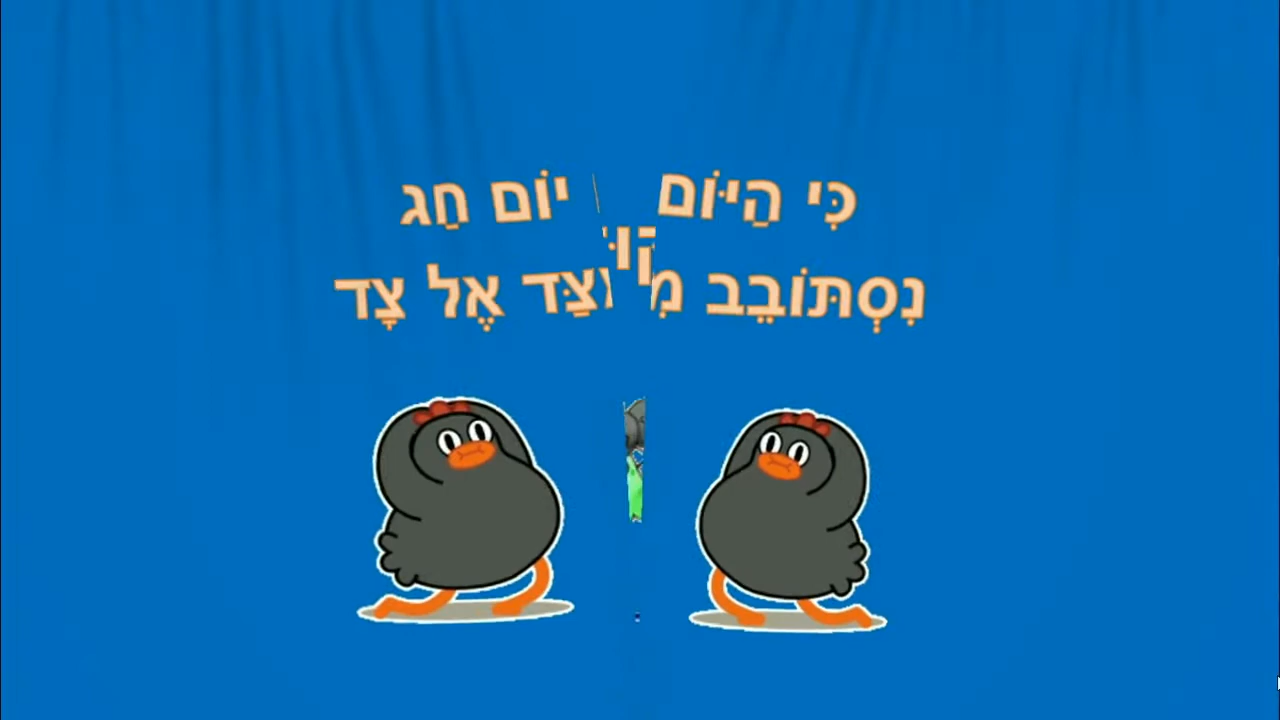 כִּי הַיּוֹם יוֹם חַג
נִסְתּוֹבֵב מִצַּד אֶל צָד